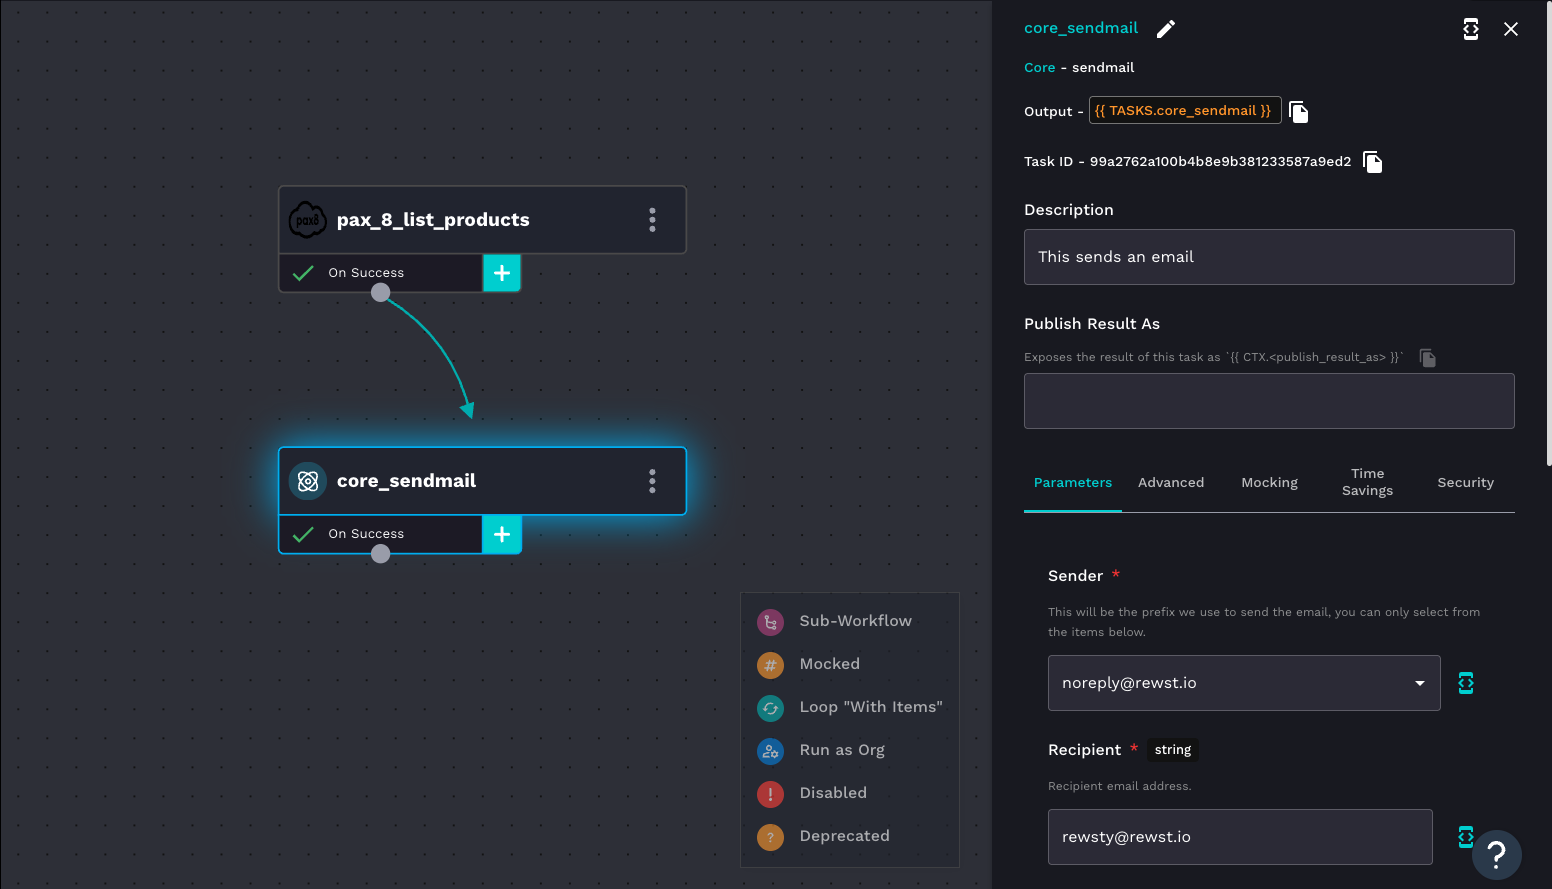 pax8
pax_8_list_products
On Success
core_sendmail
On Success
Sub-Workflow
Mocked
Loop "With Items"
Run as Org
Disabled
Deprecated
core_sendmail
Core - sendmail
Output - {{ TASKS.core_sendmail }}
Task ID - 99a2762a100b4b8e9b381233587a9ed2
Description
This sends an email
Publish Result As
Exposes the result of this task as `{{ CTX.<publish_result_as> }}`
Parameters
Advanced
Mocking
Time
Savings
Security
Sender *
This will be the prefix we use to send the email, you can only select from
the items below.
noreply@rewst.io
Recipient * string
Recipient email address.
rewsty@rewst.io